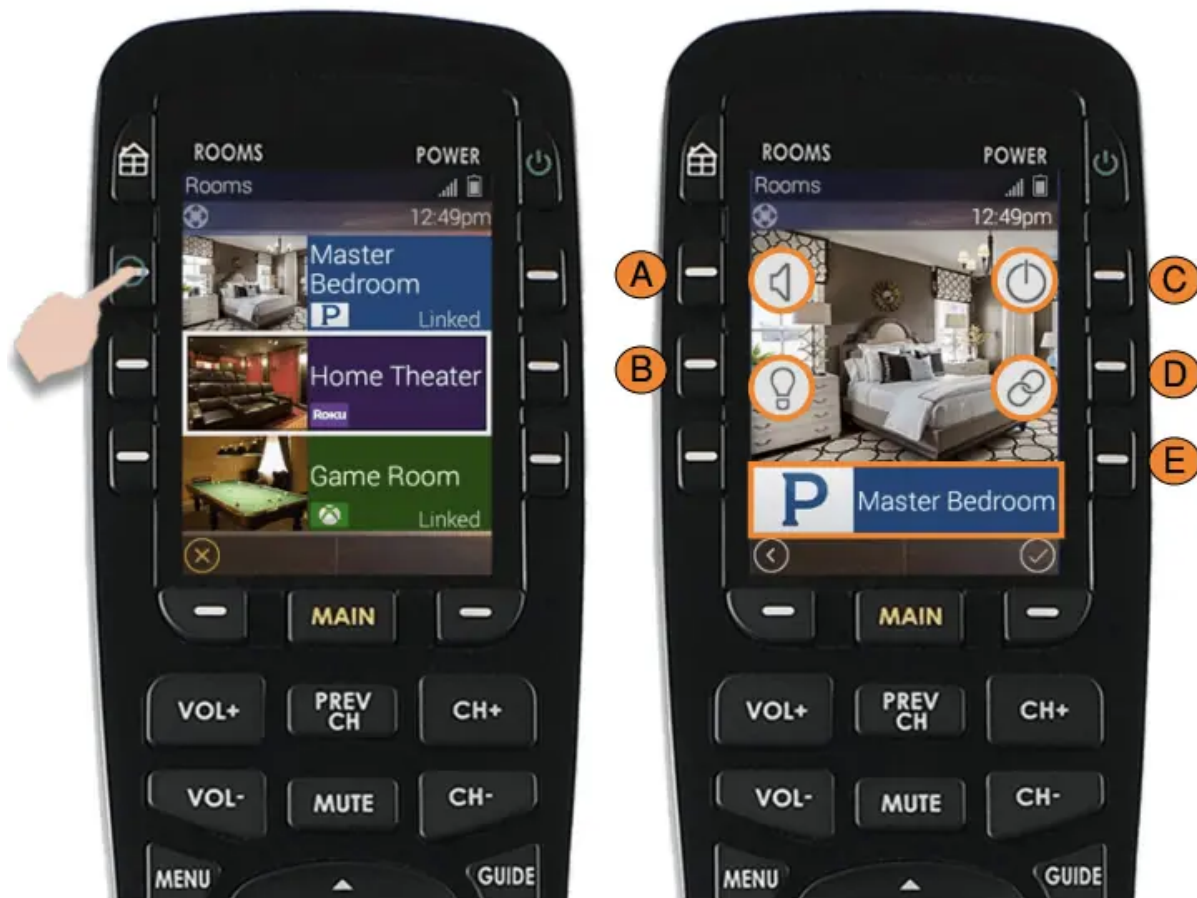 ROOMS POWER
Rooms
12:49pm
Master
Bedroom
P Linked
Home Theater
ROKU
Game Room
Linked
MAIN
VOL+ PREV CH CH+
VOL- MUTE CH-
MENU GUIDE
ROOMS POWER
Rooms
12:49pm
A
B
C
D
E
P Master Bedroom
MAIN
VOL+ PREV CH CH+
VOL- MUTE CH-
MENU GUIDE